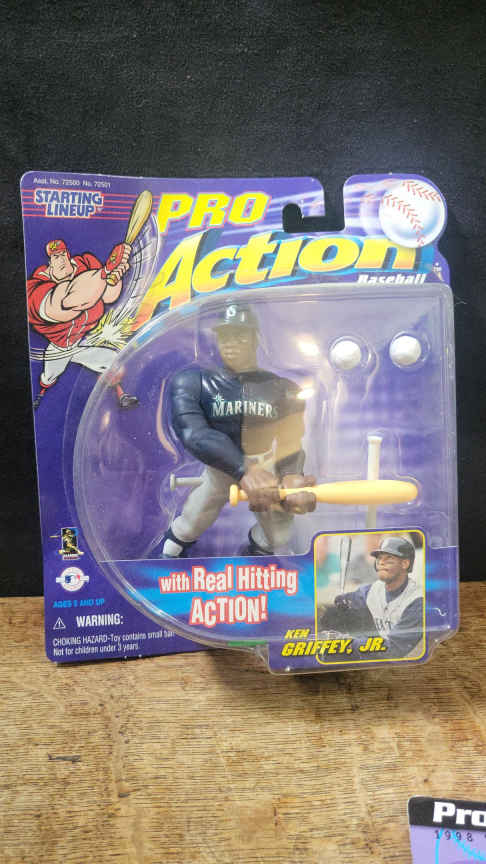 Asst. No. 72500 No. 72501
STARTING
LINEUP
PRO
Action
Baseball
MARINERS
with Real Hitting
ACTION!
AGES 5 AND UP
WARNING:
CHOKING HAZARD-Toy contains small bal
Not for children under 3 years.
KEN
GRIFFEY, JR.
Pro
1998